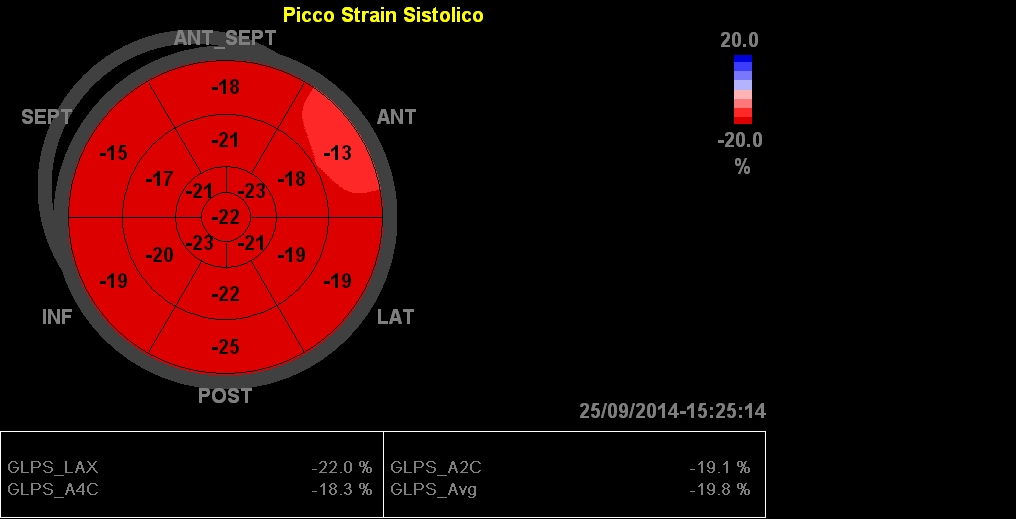 Picco Strain Sistolico
ANT_SEPT
20.0
-18
SEPT
ANT
-21
-20.0
-15
-13
%
-17
-18
-21
-23
-22
-23
-21
-20
-19
-19
-19
-22
INF
LAT
-25
POST
25/09/2014-15:25:14
GLPS_LAX -22.0 % GLPS_A2C -19.1 %
GLPS_A4C -18.3 % GLPS_Avg -19.8 %